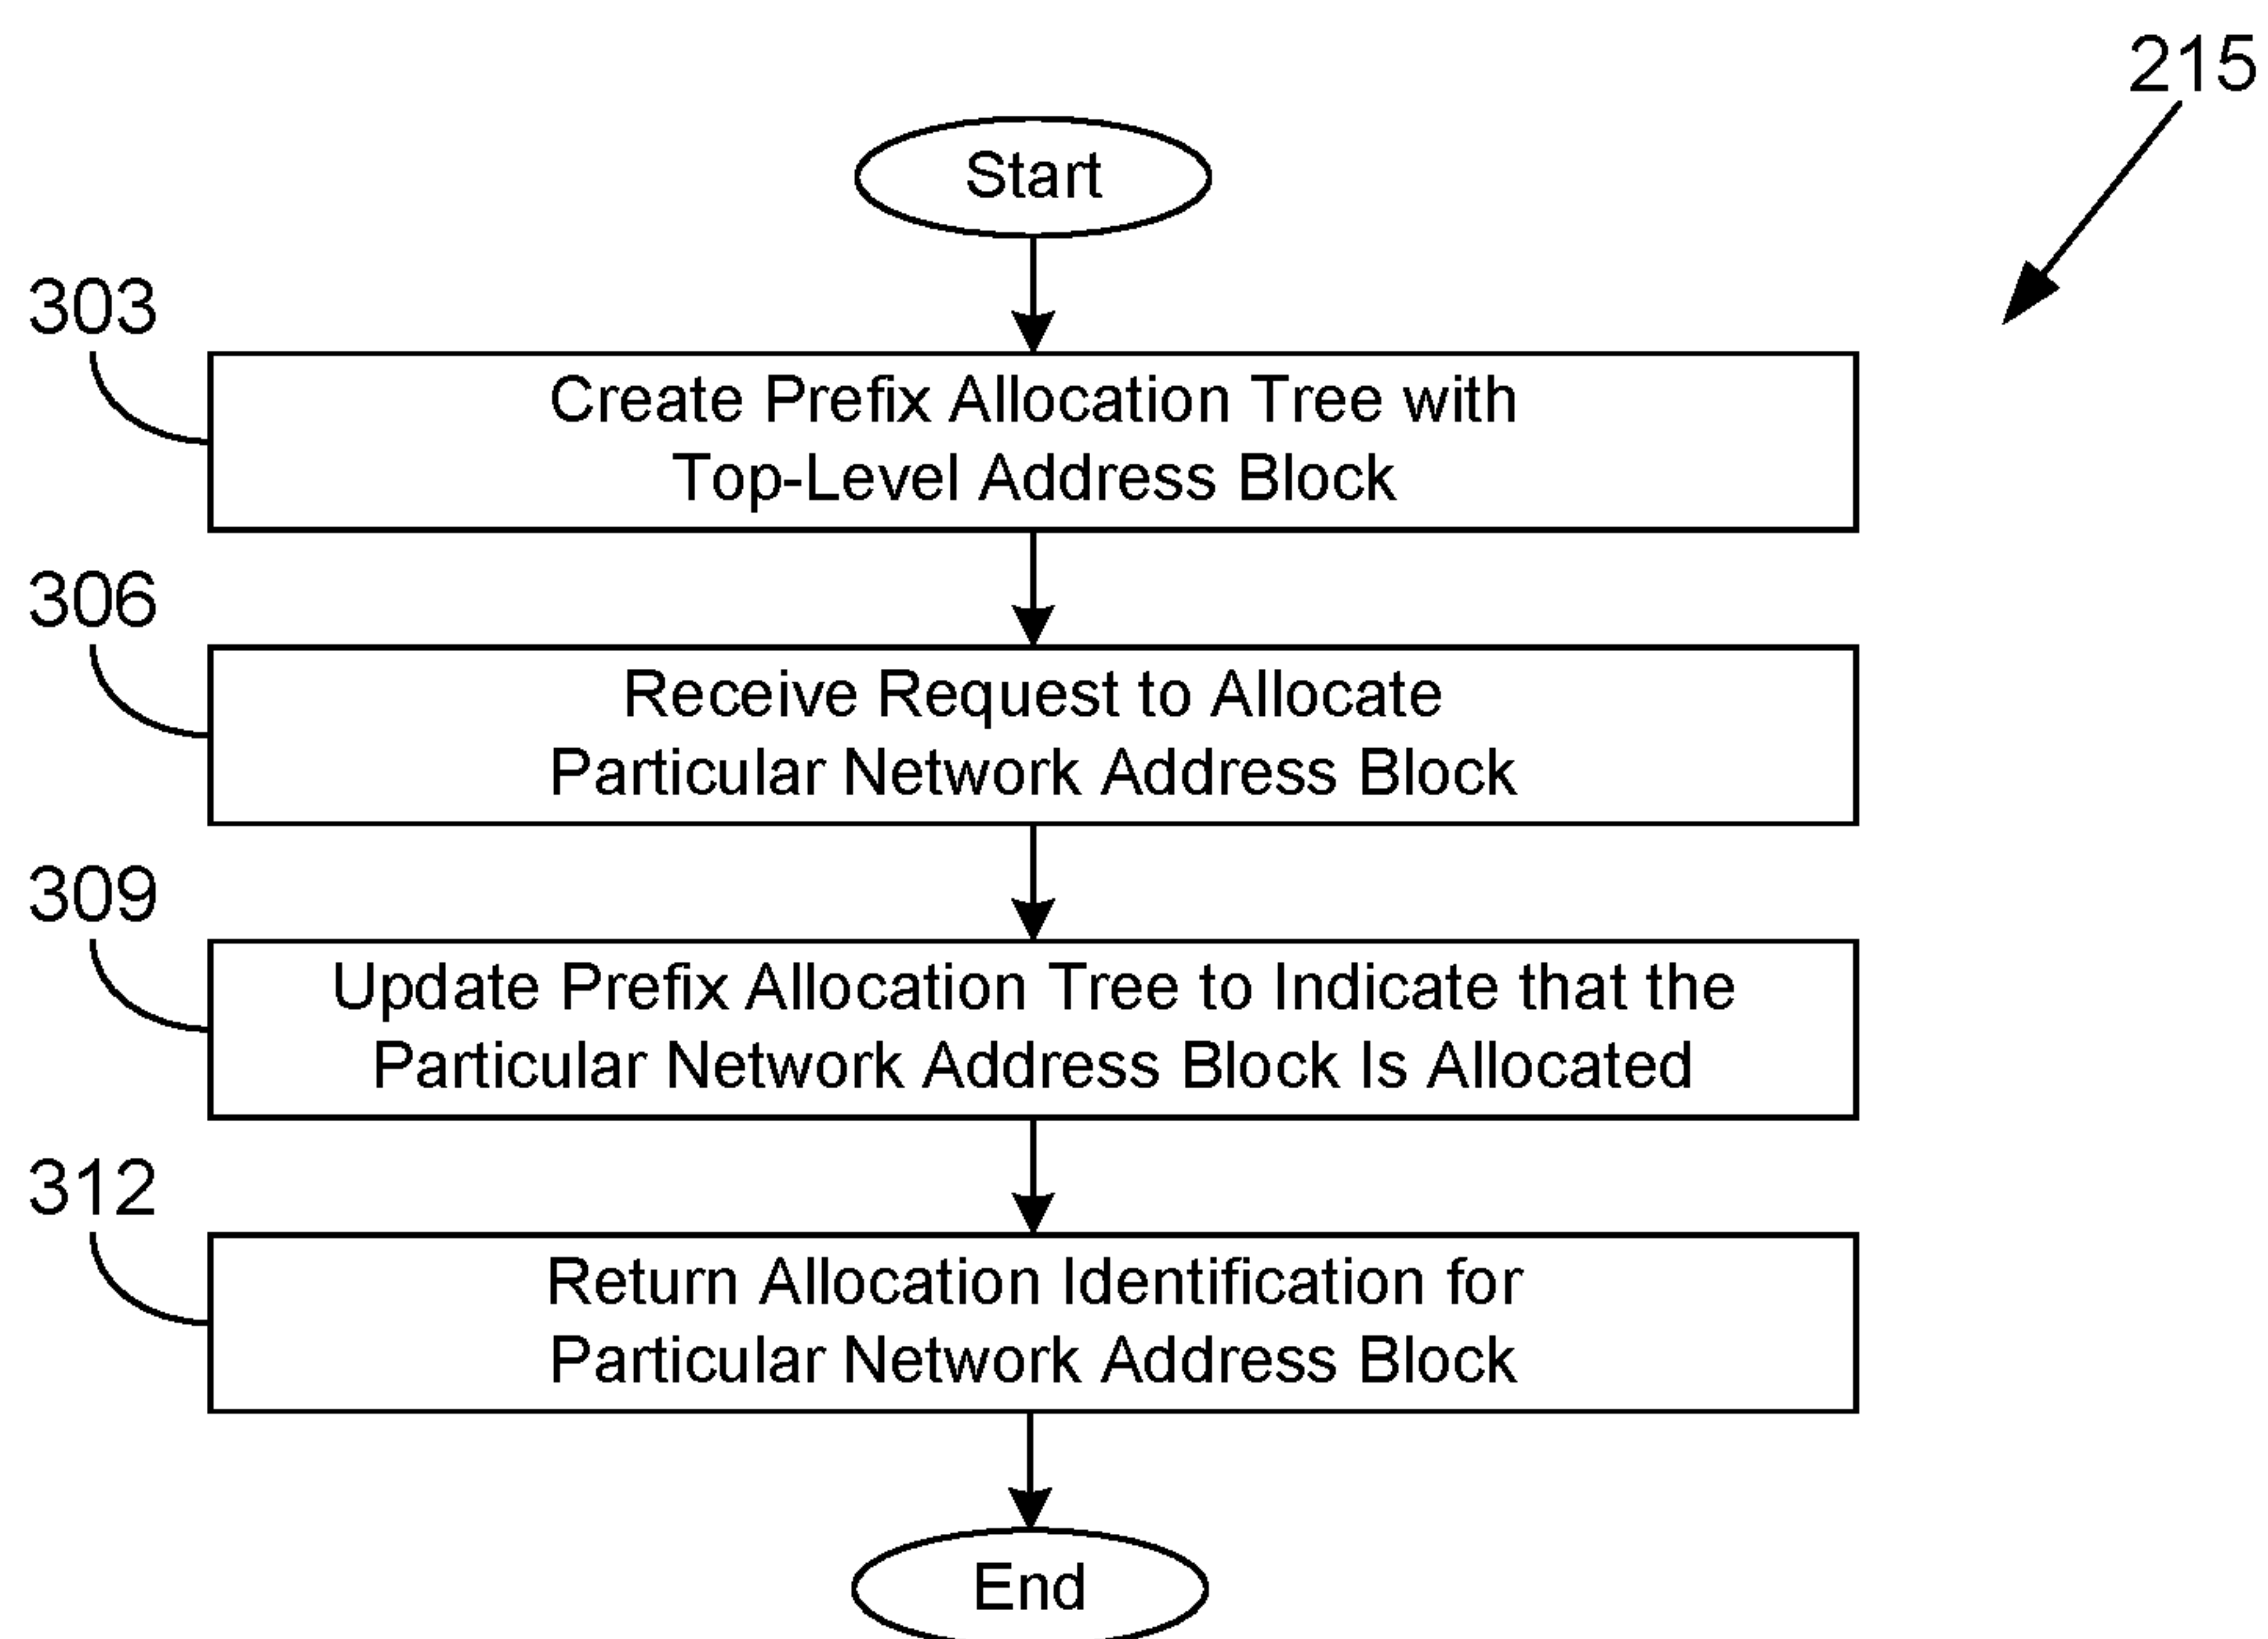 215
Start
303
Create Prefix Allocation Tree with
Top-Level Address Block
306
Receive Request to Allocate
Particular Network Address Block
309
Update Prefix Allocation Tree to Indicate that the
Particular Network Address Block Is Allocated
312
Return Allocation Identification for
Particular Network Address Block
End